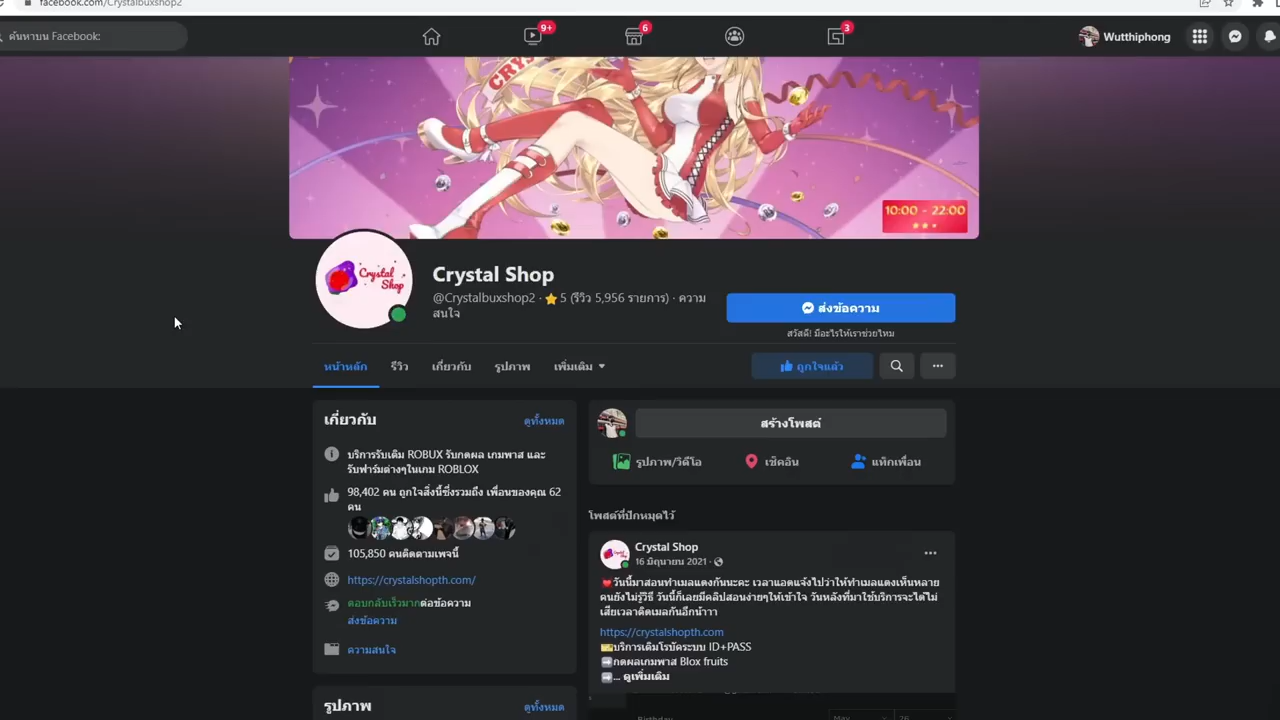 facebook.com/Crystalbuxshop2
ค้นหาบน Facebook:
9+
6
3
Wutthiphong
CRYS
10:00 - 22:00
Crystal Shop
Crystal Shop
@Crystalbuxshop2 · 5 (รีวิว 5,956 รายการ) · ความ
สนใจ
ส่งข้อความ
สวัสดี! มีอะไรให้เราช่วยไหม
หน้าหลัก
รีวิว
เกี่ยวกับ
รูปภาพ
เพิ่มเติม
ถูกใจแล้ว
เกี่ยวกับ
ดูทั้งหมด
บริการรับเติม ROBUX รับกดผล เกมพาส และ
รับฟาร์มต่างๆในเกม ROBLOX
98,402 คน ถูกใจสิ่งนี้ซึ่งรวมถึง เพื่อนของคุณ 62
คน
105,850 คนติดตามเพจนี้
https://crystalshopth.com/
ตอบกลับเร็วมากต่อข้อความ
ส่งข้อความ
ความสนใจ
รูปภาพ
ดูทั้งหมด
สร้างโพสต์
รูปภาพ/วิดีโอ
เช็คอิน
แท็กเพื่อน
โพสต์ที่ปักหมุดไว้
Crystal Shop
16 มิถุนายน 2021 ·
วันนี้มาสอนทำเมลแดงกันนะคะ เวลาแอดแจ้งไปว่าให้ทำเมลแดงเห็นหลาย
คนยังไม่รู้วิธี วันนี้ก็เลยมีคลิปสอนง่ายๆให้เข้าใจ วันหลังที่มาใช้บริการจะได้ไม่
เสียเวลาคิดเมลกันอีกน้าาา
https://crystalshopth.com
บริการเติมโรบัคระบบ ID+PASS
กดผลเกมพาส Blox fruits
... ดูเพิ่มเติม
Birthday
May
26